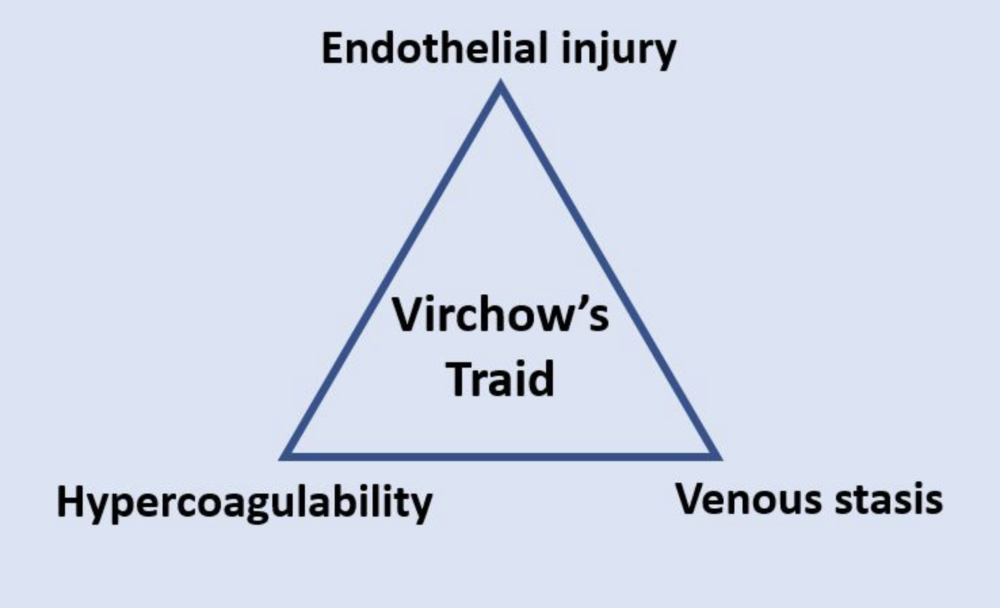 Endothelial injury
Virchow’s
Traid
Hypercoagulability
Venous stasis